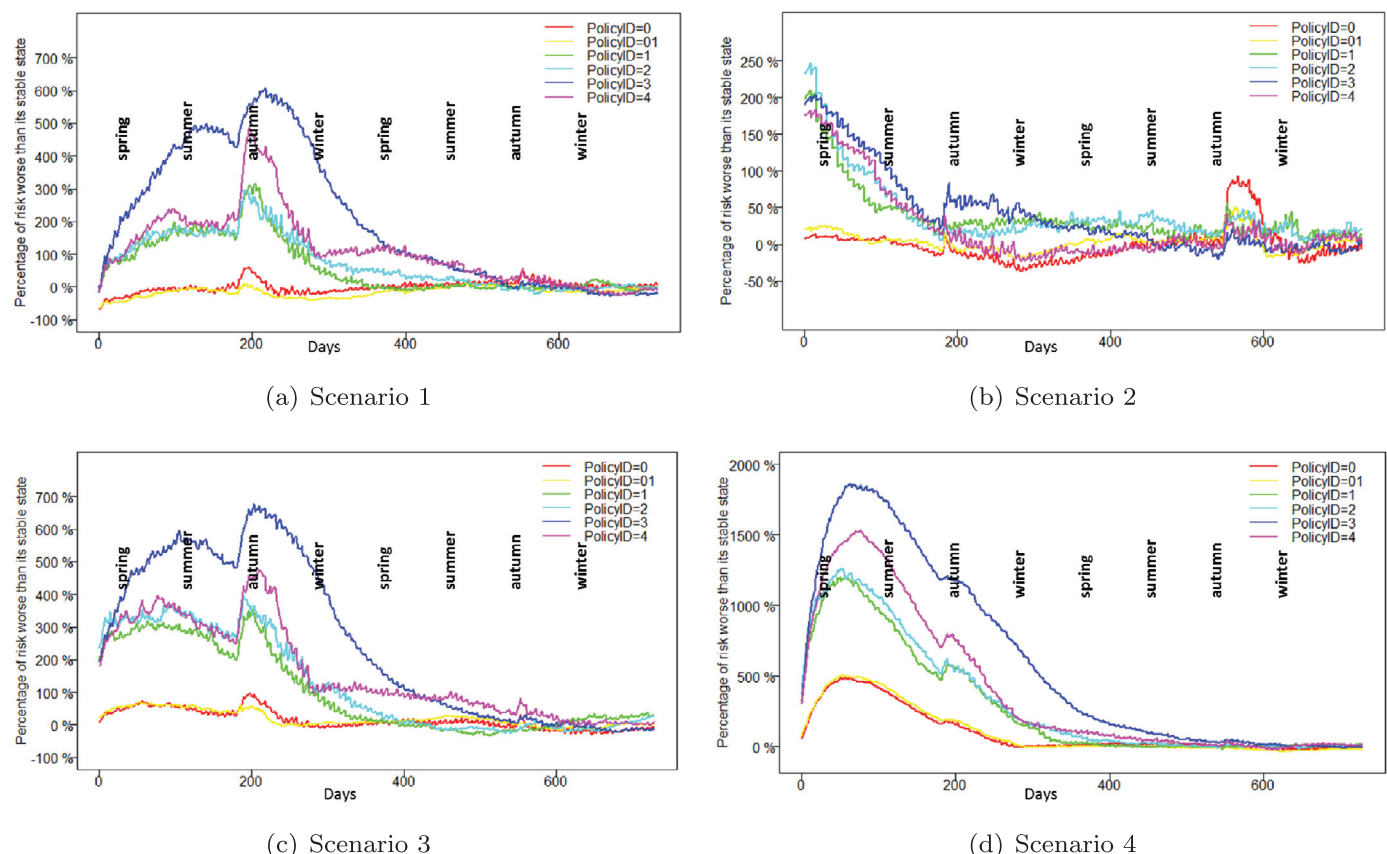 Percentage of risk worse than its stable state
700 %
600 %
500 %
400 %
300 %
200 %
100 %
0 %
-100 %
PolicyID=0
PolicyID=01
PolicyID=1
PolicyID=2
PolicyID=3
PolicyID=4
spring
summer
autumn
winter
spring
summer
autumn
winter
0
200
400
600
Days
(a) Scenario 1
Percentage of risk worse than its stable state
250 %
200 %
150 %
100 %
50 %
0 %
50 %
PolicyID=0
PolicyID=01
PolicyID=1
PolicyID=2
PolicyID=3
PolicyID=4
spring
summer
autumn
winter
spring
summer
autumn
winter
0
200
400
600
Days
(b) Scenario 2
Percentage of risk worse than its stable state
700 %
600 %
500 %
400 %
300 %
200 %
100 %
0 %
-100 %
PolicyID=0
PolicyID=01
PolicyID=1
PolicyID=2
PolicyID=3
PolicyID=4
spring
summer
autumn
winter
spring
summer
autumn
winter
0
200
400
600
Days
(c) Scenario 3
Percentage of risk worse than its stable state
2000 %
1500 %
1000 %
500 %
0 %
PolicyID=0
PolicyID=01
PolicyID=1
PolicyID=2
PolicyID=3
PolicyID=4
spring
summer
autumn
winter
spring
summer
autumn
winter
0
200
400
600
Days
(d) Scenario 4